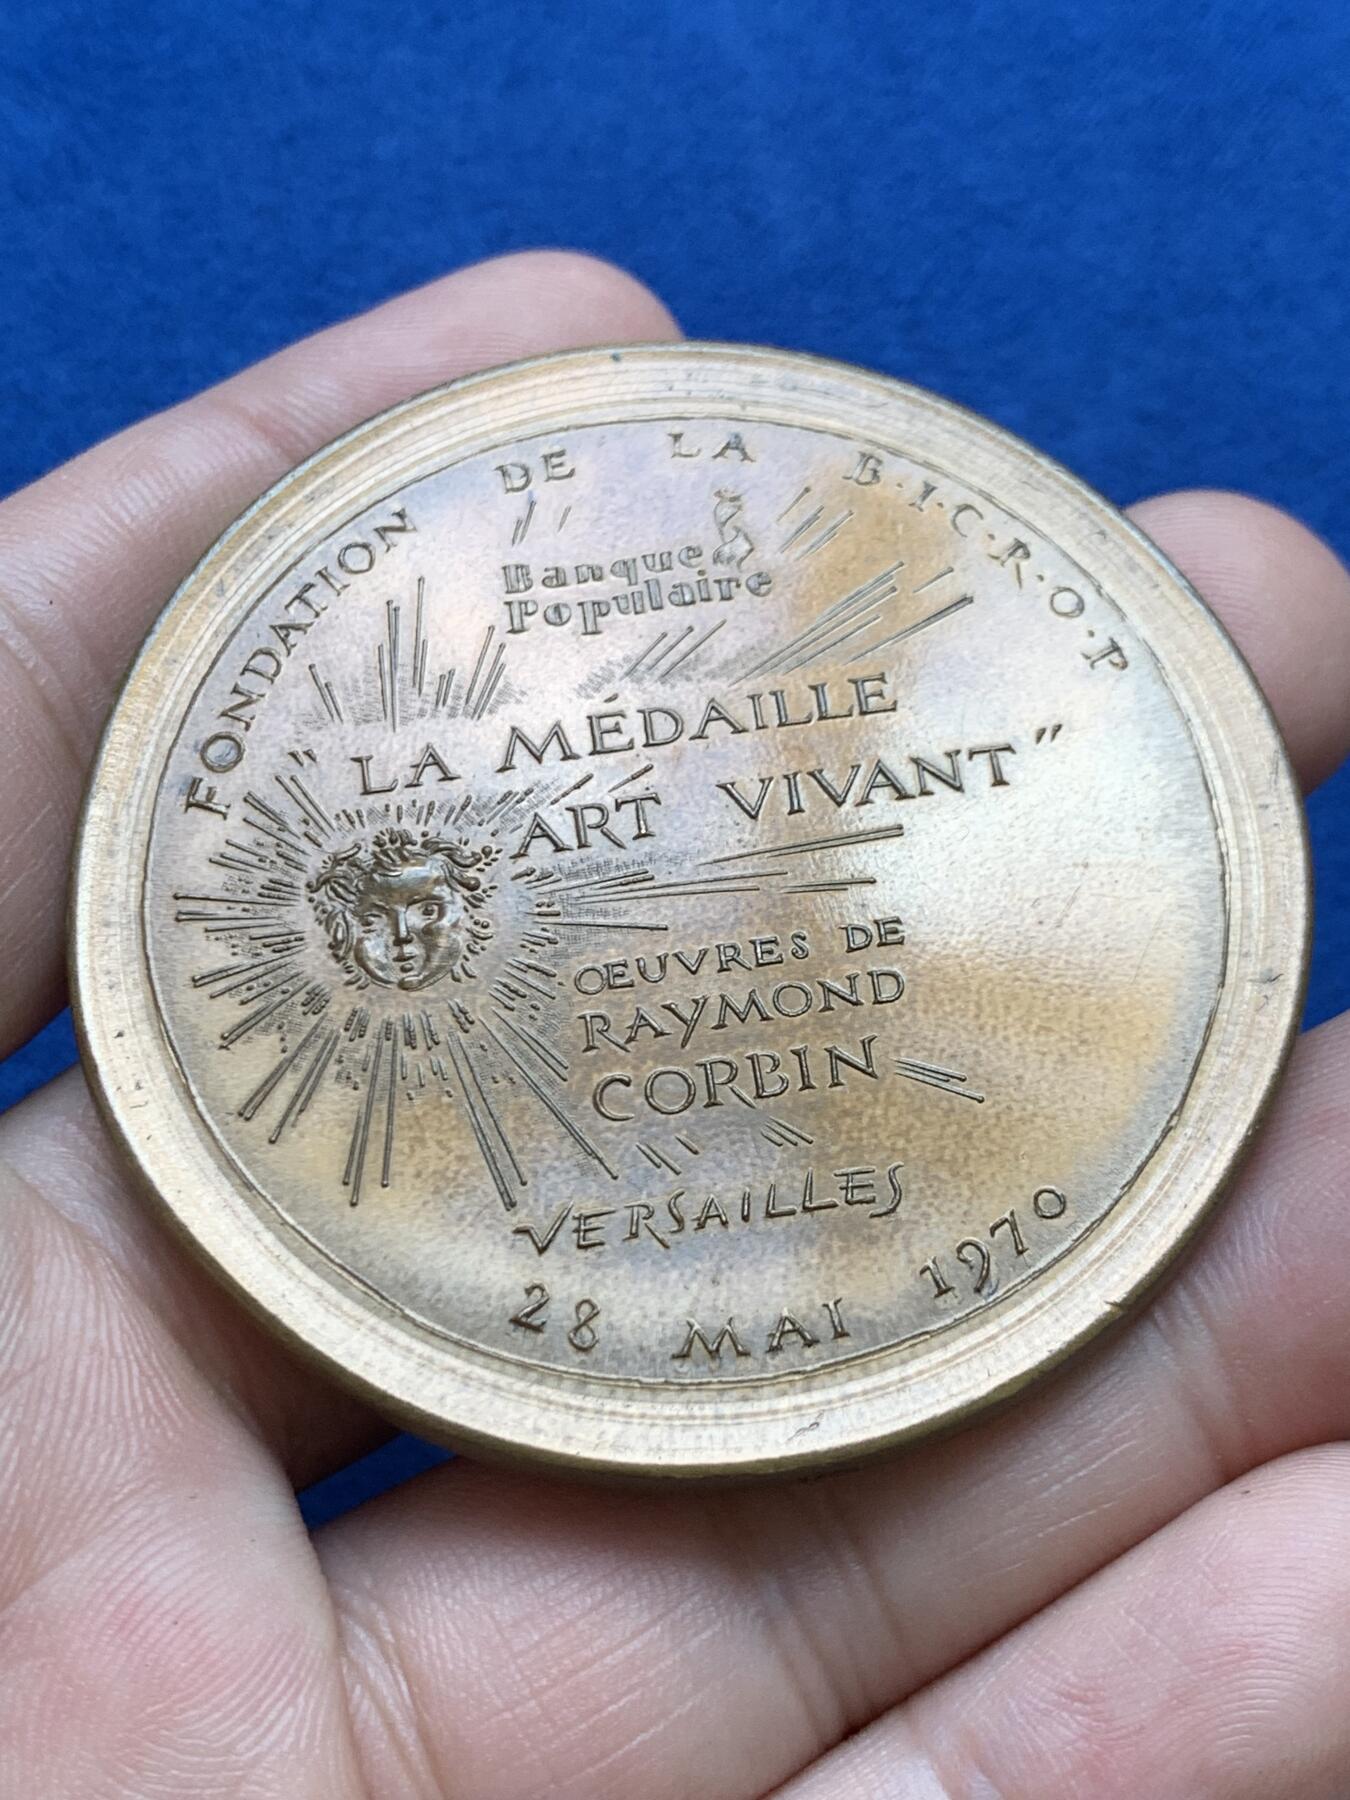 FONDATION DE LA B·I·C·R·O·P
Banque
Populaire
"LA MÉDAILLE
ART VIVANT"
ŒUVRES DE
RAYMOND
CORBIN
VERSAILLES
28 MAI 1970